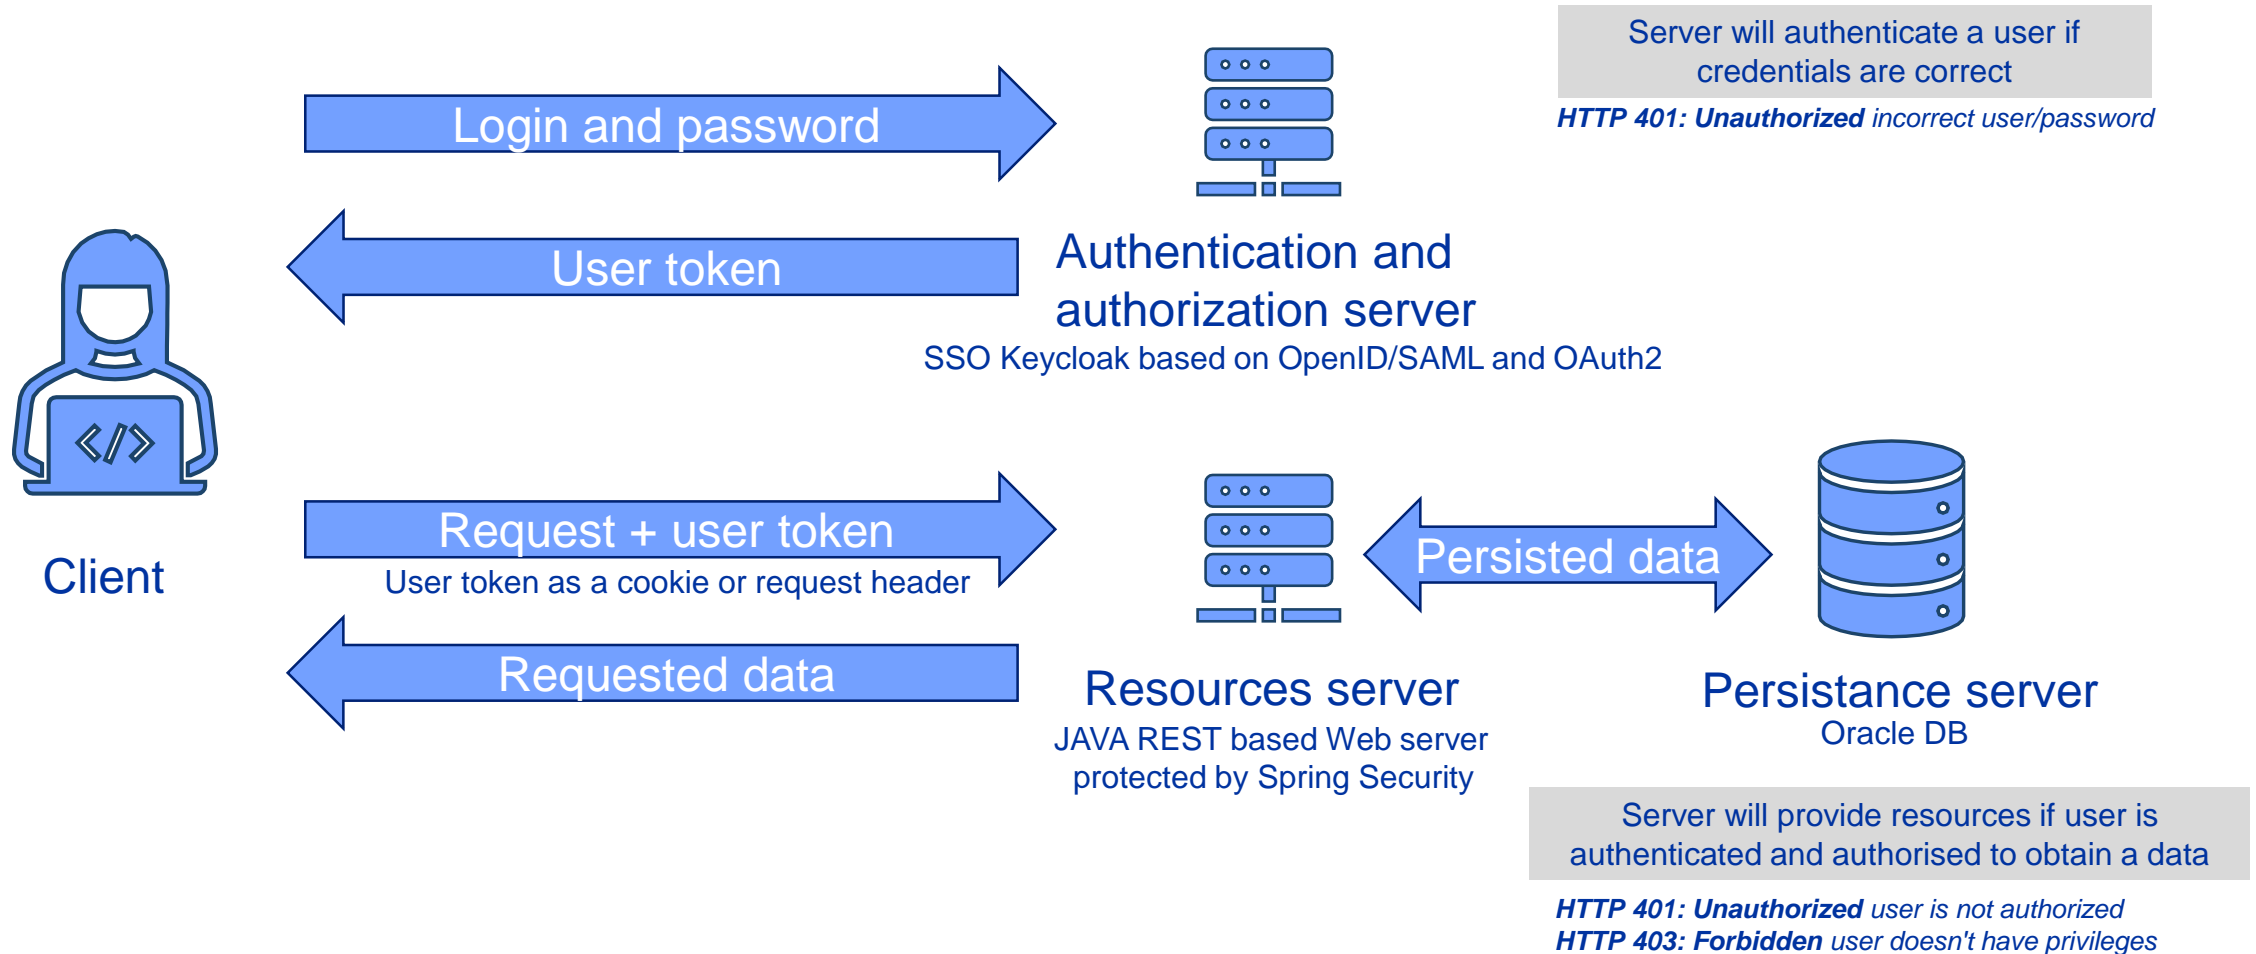 Server will authenticate a user if
credentials are correct
HTTP 401: Unauthorized incorrect user/password
Login and password
User token
Authentication and
authorization server
SSO Keycloak based on OpenID/SAML and OAuth2
Client
Request + user token
User token as a cookie or request header
Requested data
Persisted data
Resources server
JAVA REST based Web server
protected by Spring Security
Persistance server
Oracle DB
Server will provide resources if user is
authenticated and authorised to obtain a data
HTTP 401: Unauthorized user is not authorized
HTTP 403: Forbidden user doesn't have privileges